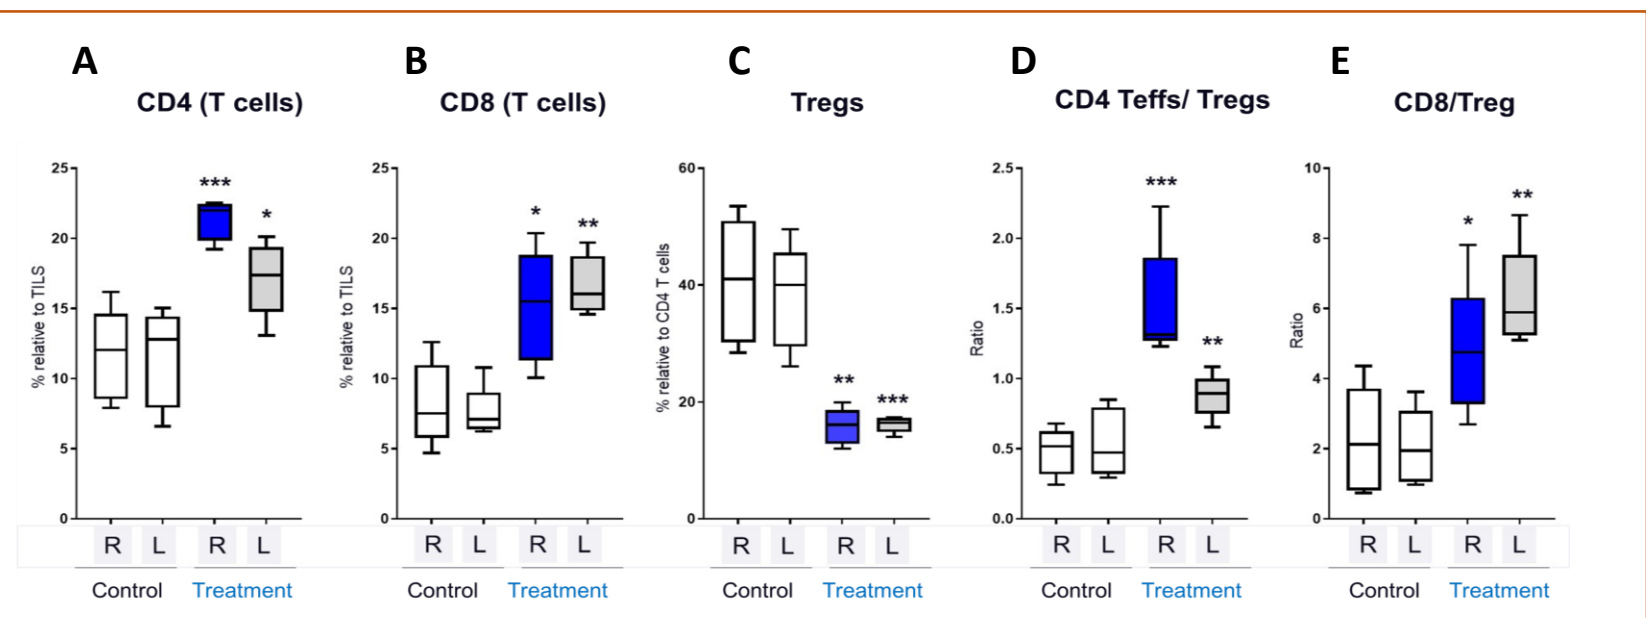 A B C D E
CD4 (T cells) CD8 (T cells) Tregs CD4 Teffs/ Tregs CD8/Treg
25 25 60 2.5 10
*** * * ** ** *** *** ** * **
20 20 40 2.0 8
15 15 20 1.5 6
10 10 0 1.0 4
5 5 0.5 2
0 0 0.0 0
% relative to TILS % relative to TILS % relative to CD4 T cells Ratio Ratio
R L R L R L R L R L R L R L R L R L R L
Control Treatment Control Treatment Control Treatment Control Treatment Control Treatment